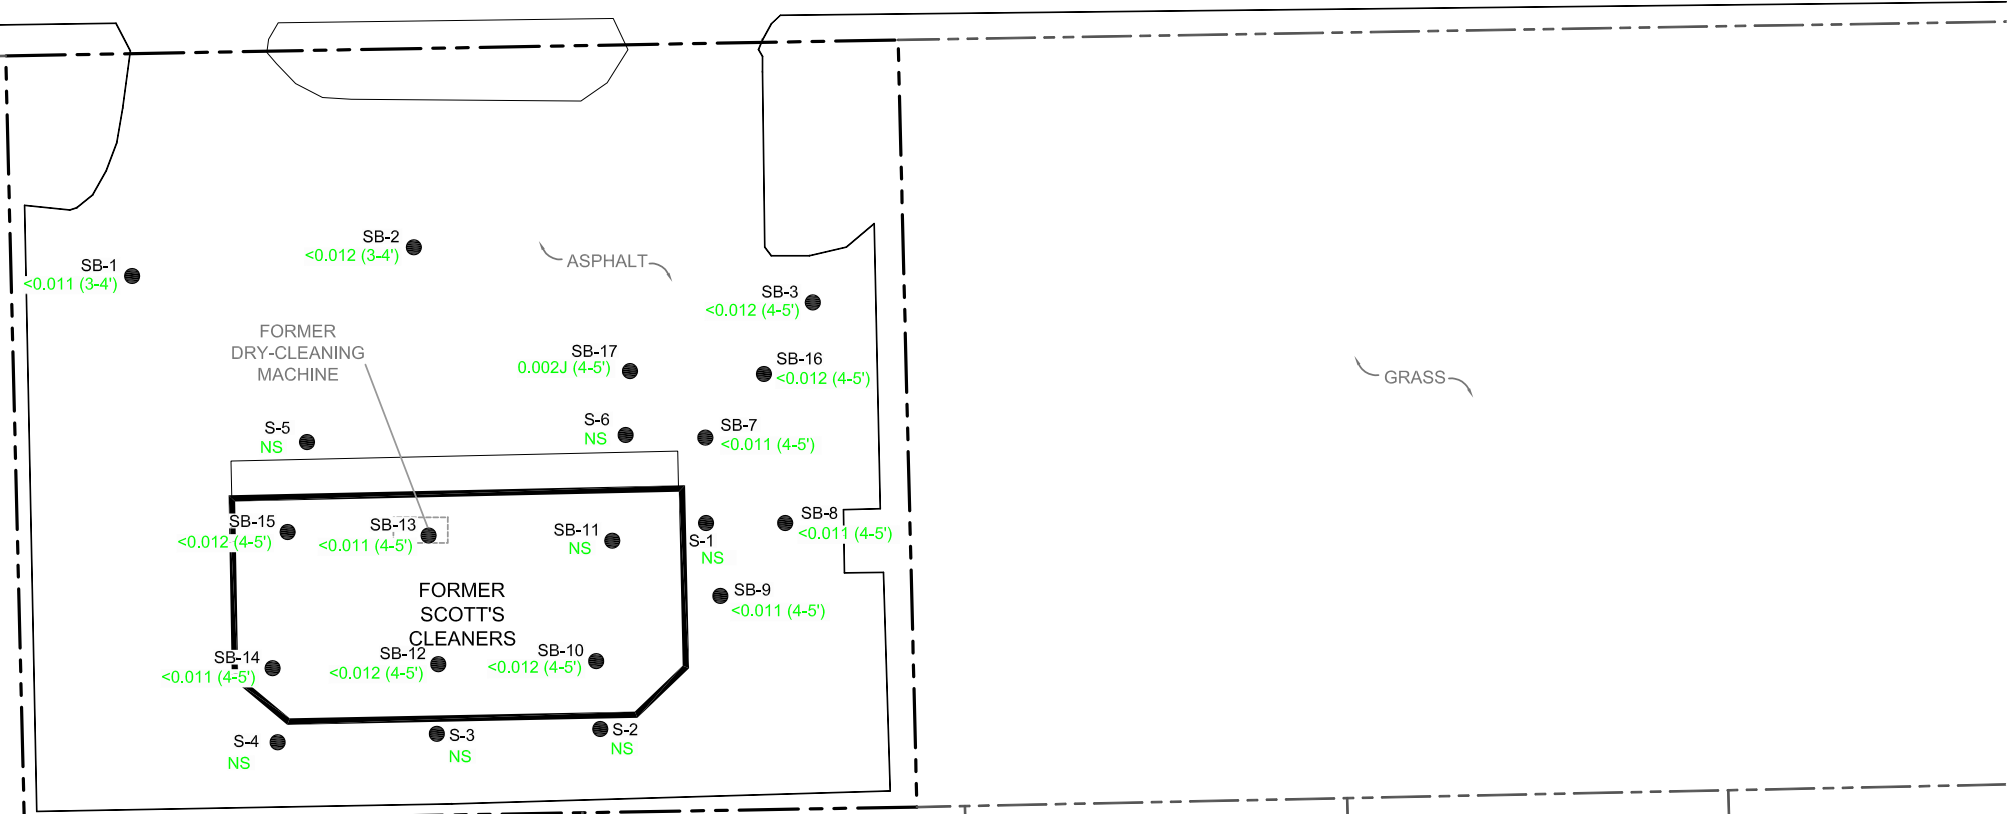 SB-2
<0.012 (3-4')
SB-1
<0.011 (3-4')
ASPHALT
SB-3
<0.012 (4-5')
FORMER
DRY-CLEANING
MACHINE
SB-17
0.002J (4-5')
SB-16
<0.012 (4-5')
GRASS
S-5
NS
S-6
NS
SB-7
<0.011 (4-5')
SB-15
<0.012 (4-5')
SB-13
<0.011 (4-5')
SB-11
NS
S-1
NS
SB-8
<0.011 (4-5')
FORMER
SCOTT'S
CLEANERS
SB-9
<0.011 (4-5')
SB-14
<0.011 (4-5')
SB-12
<0.012 (4-5')
SB-10
<0.012 (4-5')
S-4
NS
S-3
NS
S-2
NS